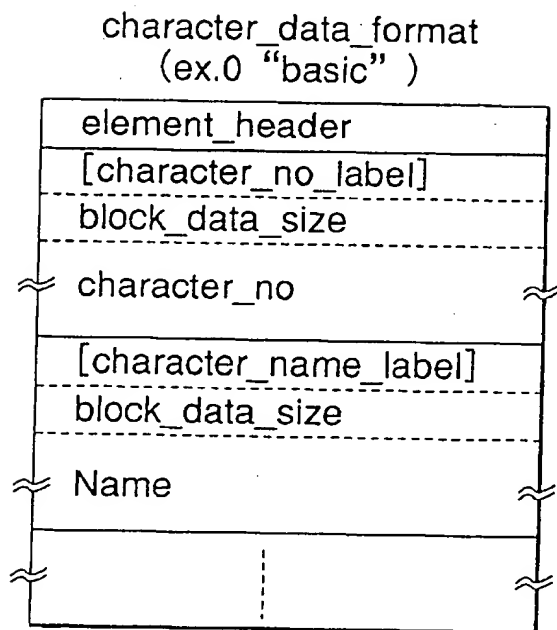 character_data_format
(ex.0 “basic” )
element_header
[character_no_label]
block_data_size
character_no
[character_name_label]
block_data_size
Name